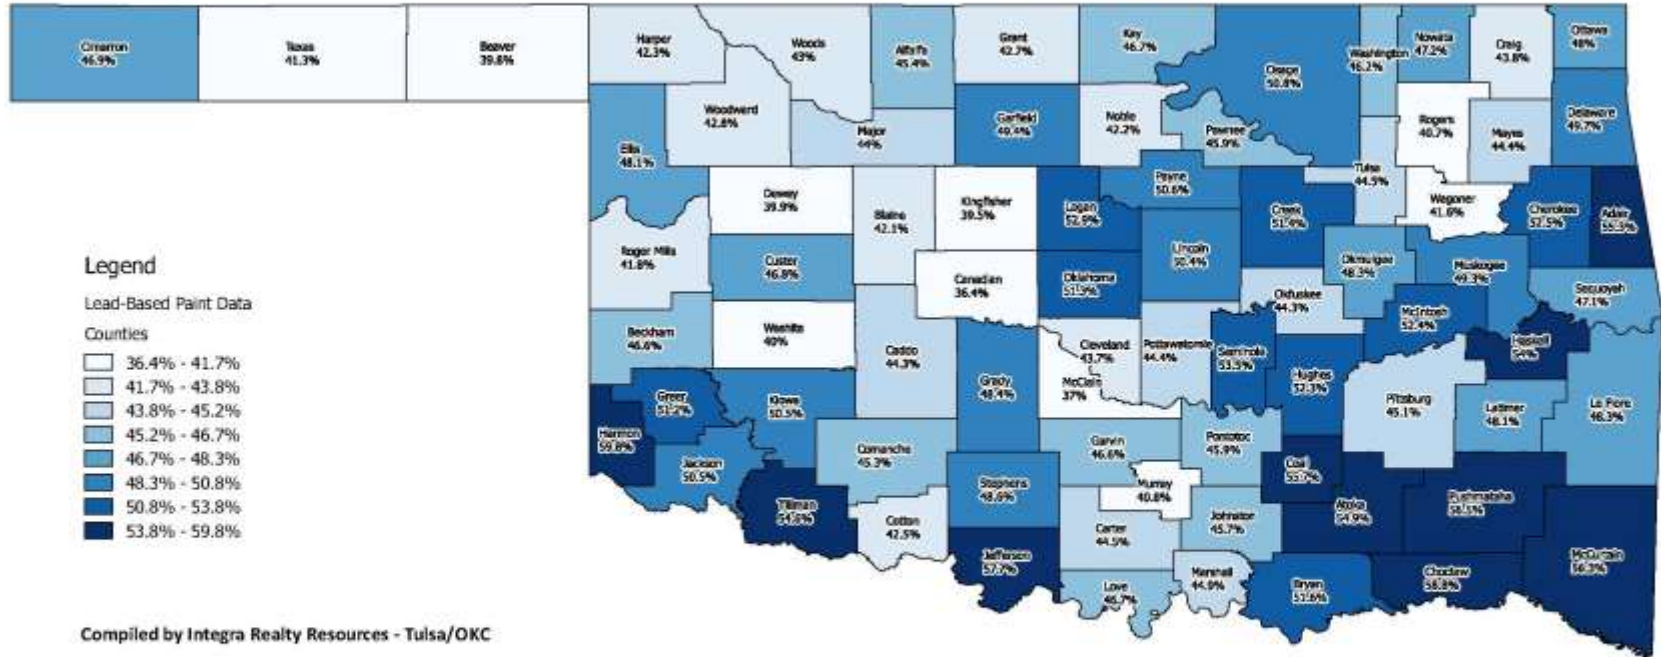 Cimarron
46.9%
Texas
41.3%
Beaver
39.8%
Harper
42.3%
Woods
43%
Alfalfa
45.4%
Grant
42.7%
Kay
46.7%
Osage
50.8%
Washington
46.2%
Nowata
47.2%
Craig
43.8%
Ottawa
48%
Woodward
42.8%
Ellis
48.1%
Major
44%
Garfield
49.4%
Noble
42.2%
Pawnee
45.9%
Rogers
40.7%
Mayes
44.4%
Delaware
49.7%
Tulsa
44.5%
Dewey
39.9%
Blaine
42.1%
Kingfisher
39.5%
Logan
52.9%
Payne
50.6%
Creek
51.4%
Wagoner
41.6%
Cherokee
52.5%
Adair
55.3%
Roger Mills
41.8%
Custer
46.8%
Canadian
36.4%
Oklahoma
51.9%
Lincoln
50.4%
Okmulgee
48.3%
Muskogee
49.3%
Sequoyah
47.1%
Okfuskee
44.3%
McIntosh
52.4%
Haskell
54%
Beckham
46.6%
Washita
40%
Caddo
44.3%
Grady
48.4%
Cleveland
43.7%
McClain
37%
Pottawatomie
44.4%
Seminole
53.5%
Hughes
52.3%
Pittsburg
45.1%
Latimer
48.1%
Le Flore
48.3%
Greer
Kiowa
50.5%
Harmon
59.8%
Jackson
50.5%
Tillman
Comanche
45.3%
Cotton
42.5%
Stephens
48.6%
Jefferson
57.7%
Garvin
46.6%
Murray
40.8%
Carter
44.5%
Love
46.7%
Pontotoc
45.9%
Johnston
45.7%
Marshall
44.9%
Coal
55.7%
Atoka
54.9%
Pushmataha
Bryan
51.6%
Choctaw
58.8%
McCurtain
Legend
Lead-Based Paint Data
Counties
36.4% - 41.7%
41.7% - 43.8%
43.8% - 45.2%
45.2% - 46.7%
46.7% - 48.3%
48.3% - 50.8%
50.8% - 53.8%
53.8% - 59.8%
Compiled by Integra Realty Resources - Tulsa/OKC